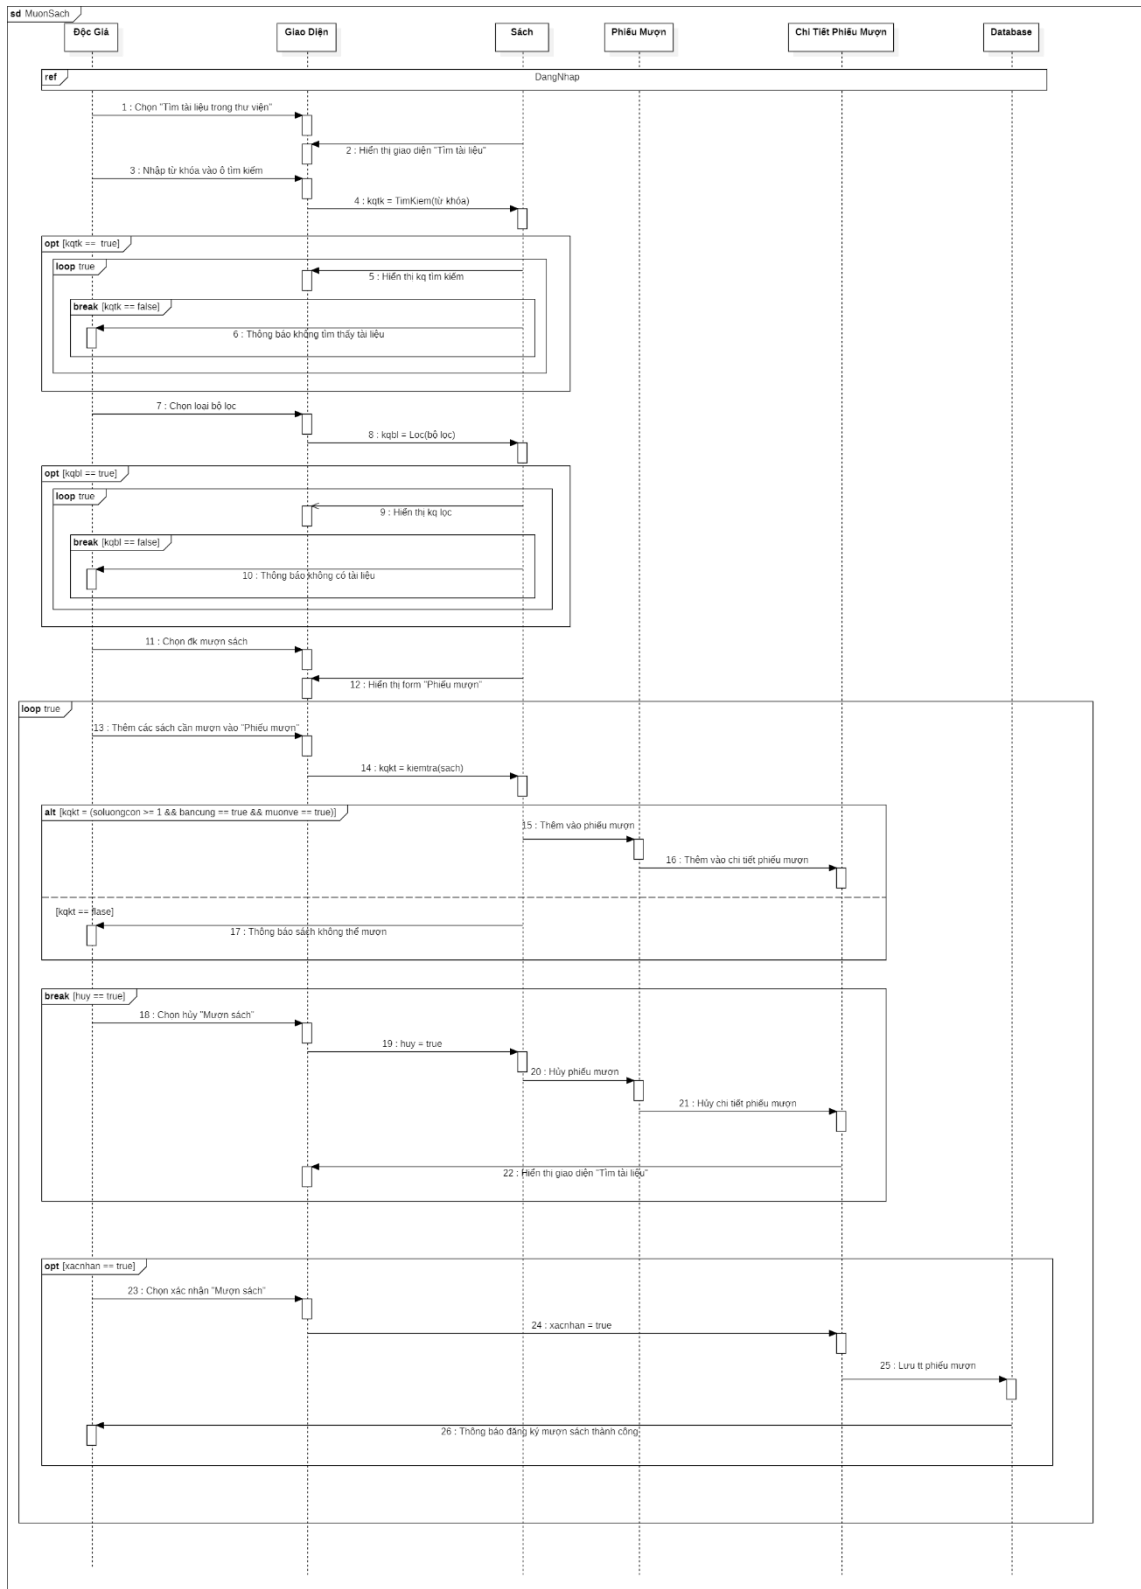 sd MuonSach
Độc Giả
Giao Diện
Sách
Phiếu Mượn
Chi Tiết Phiếu Mượn
Database
ref
DangNhap
1 : Chọn "Tìm tài liệu trong thư viện"
2 : Hiển thị giao diện "Tìm tài liệu"
3 : Nhập từ khóa vào ô tìm kiếm
4 : kqtk = TimKiem(từ khóa)
opt [kqtk == true]
loop true
5 : Hiển thị kq tìm kiếm
break [kqtk == false]
6 : Thông báo không tìm thấy tài liệu
7 : Chọn loại bộ lọc
8 : kqbl = Loc(bộ lọc)
opt [kqbl == true]
loop true
9 : Hiển thị kq lọc
break [kqbl == false]
10 : Thông báo không có tài liệu
11 : Chọn đk mượn sách
12 : Hiển thị form "Phiếu mượn"
loop true
13 : Thêm các sách cần mượn vào "Phiếu mượn"
14 : kqkt = kiemtra(sach)
alt [kqkt = (soluongcon >= 1 && bancung == true && muonve == true)]
15 : Thêm vào phiếu mượn
16 : Thêm vào chi tiết phiếu mượn
[kqkt == flase]
17 : Thông báo sách không thể mượn
break [huy == true]
18 : Chọn hủy "Mượn sách"
19 : huy = true
20 : Hủy phiếu mượn
21 : Hủy chi tiết phiếu mượn
22 : Hiển thị giao diện "Tìm tài liệu"
opt [xacnhan == true]
23 : Chọn xác nhận "Mượn sách"
24 : xacnhan = true
25 : Lưu tt phiếu mượn
26 : Thông báo đăng ký mượn sách thành công